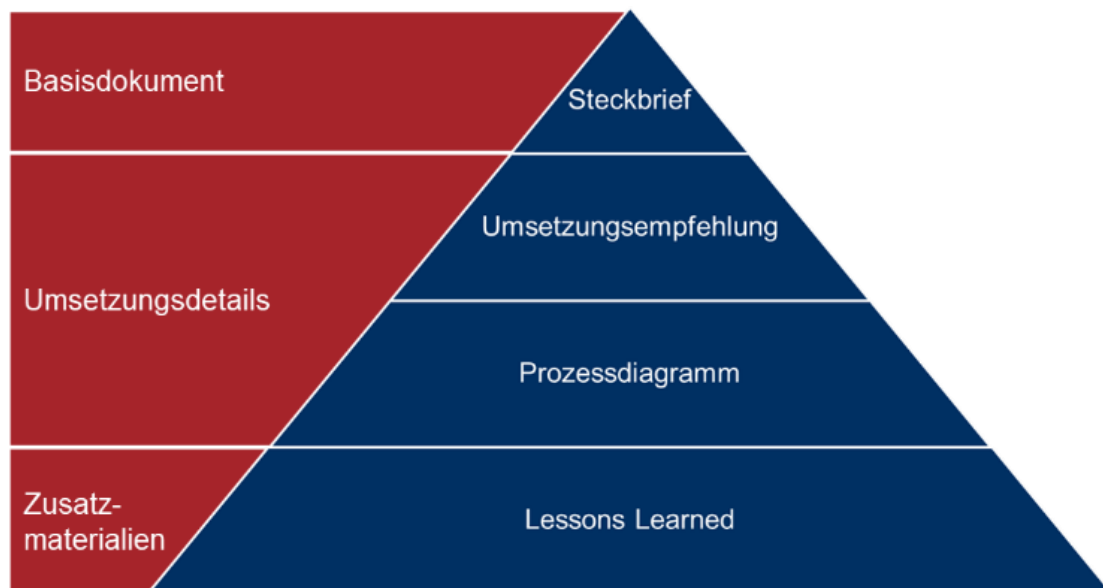 Basisdokument
Steckbrief
Umsetzungsempfehlung
Umsetzungsdetails
Prozessdiagramm
Zusatz-
materialien
Lessons Learned